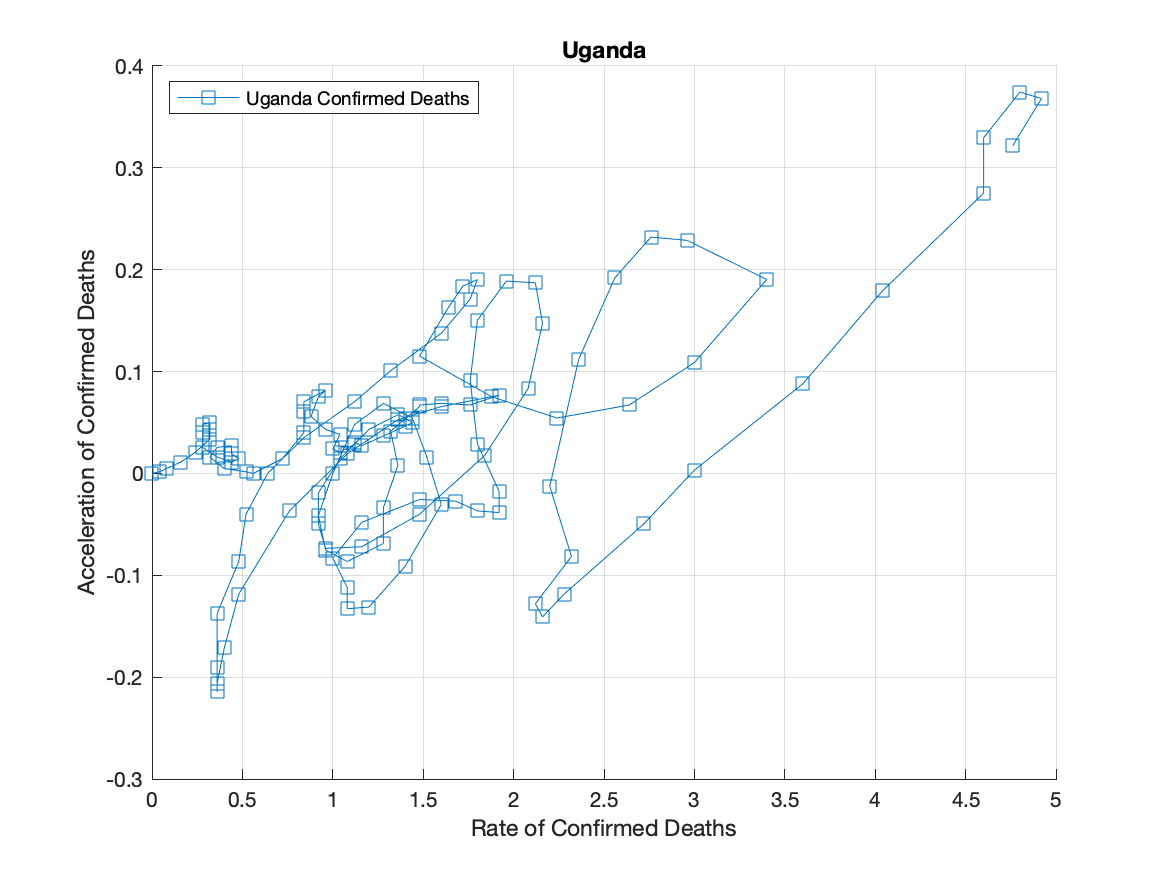 Uganda
Uganda Confirmed Deaths
0.4
0.3
0.2
0.1
0
-0.1
-0.2
-0.3
Acceleration of Confirmed Deaths
0 0.5 1 1.5 2 2.5 3 3.5 4 4.5 5
Rate of Confirmed Deaths